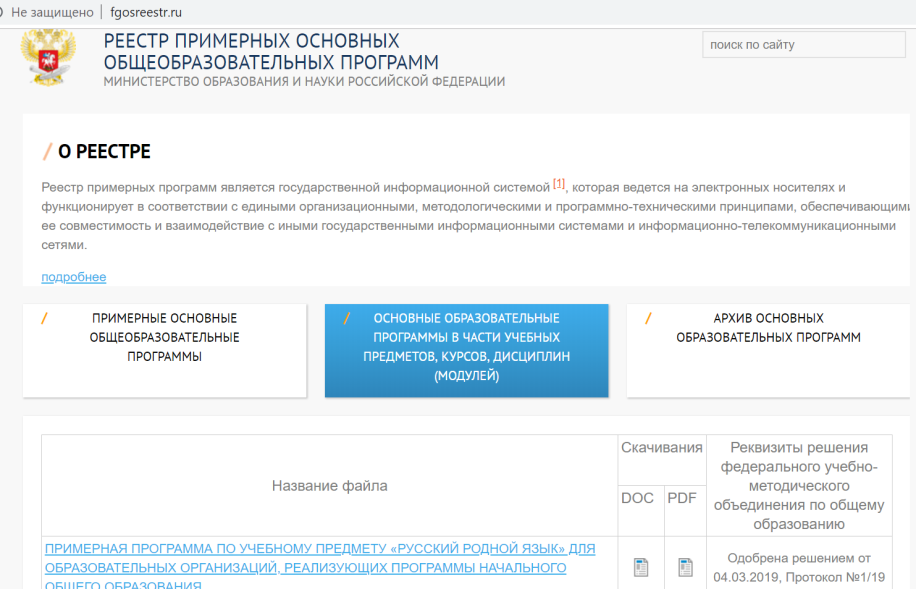 Не защищено | fgosreestr.ru
РЕЕСТР ПРИМЕРНЫХ ОСНОВНЫХ
ОБЩЕОБРАЗОВАТЕЛЬНЫХ ПРОГРАММ
МИНИСТЕРСТВО ОБРАЗОВАНИЯ И НАУКИ РОССИЙСКОЙ ФЕДЕРАЦИИ
поиск по сайту
/ О РЕЕСТРЕ
Реестр примерных программ является государственной информационной системой [1], которая ведется на электронных носителях и
функционирует в соответствии с едиными организационными, методологическими и программно-техническими принципами, обеспечивающими
ее совместимость и взаимодействие с иными государственными информационными системами и информационно-телекоммуникационными
сетями.
подробнее
/ ПРИМЕРНЫЕ ОСНОВНЫЕ
ОБЩЕОБРАЗОВАТЕЛЬНЫЕ
ПРОГРАММЫ
/ ОСНОВНЫЕ ОБРАЗОВАТЕЛЬНЫЕ
ПРОГРАММЫ В ЧАСТИ УЧЕБНЫХ
ПРЕДМЕТОВ, КУРСОВ, ДИСЦИПЛИН
(МОДУЛЕЙ)
/ АРХИВ ОСНОВНЫХ
ОБРАЗОВАТЕЛЬНЫХ ПРОГРАММ
Название файла
Скачивания
DOC
PDF
Реквизиты решения
федерального учебно-
методического
объединения по общему
образованию
ПРИМЕРНАЯ ПРОГРАММА ПО УЧЕБНОМУ ПРЕДМЕТУ «РУССКИЙ РОДНОЙ ЯЗЫК» ДЛЯ
ОБРАЗОВАТЕЛЬНЫХ ОРГАНИЗАЦИЙ, РЕАЛИЗУЮЩИХ ПРОГРАММЫ НАЧАЛЬНОГО
ОБЩЕГО ОБРАЗОВАНИЯ
Одобрена решением от
04.03.2019, Протокол №1/19